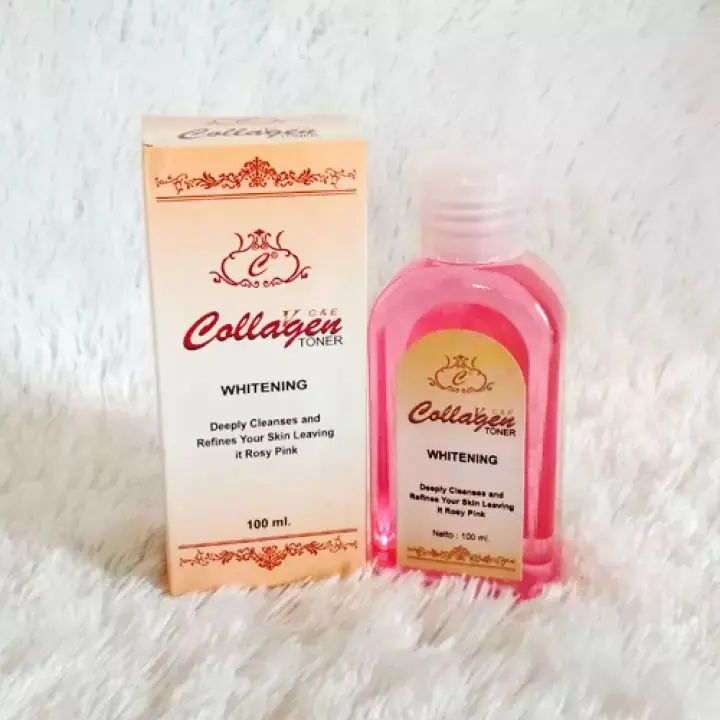 Collagen
C
V C&E
Collagen
TONER
WHITENING
Deeply Cleanses and
Refines Your Skin Leaving
it Rosy Pink
100 ml.
C
V C&E
Collagen
TONER
WHITENING
Deeply Cleanses and
Refines Your Skin Leaving
it Rosy Pink
Netto : 100 ml.